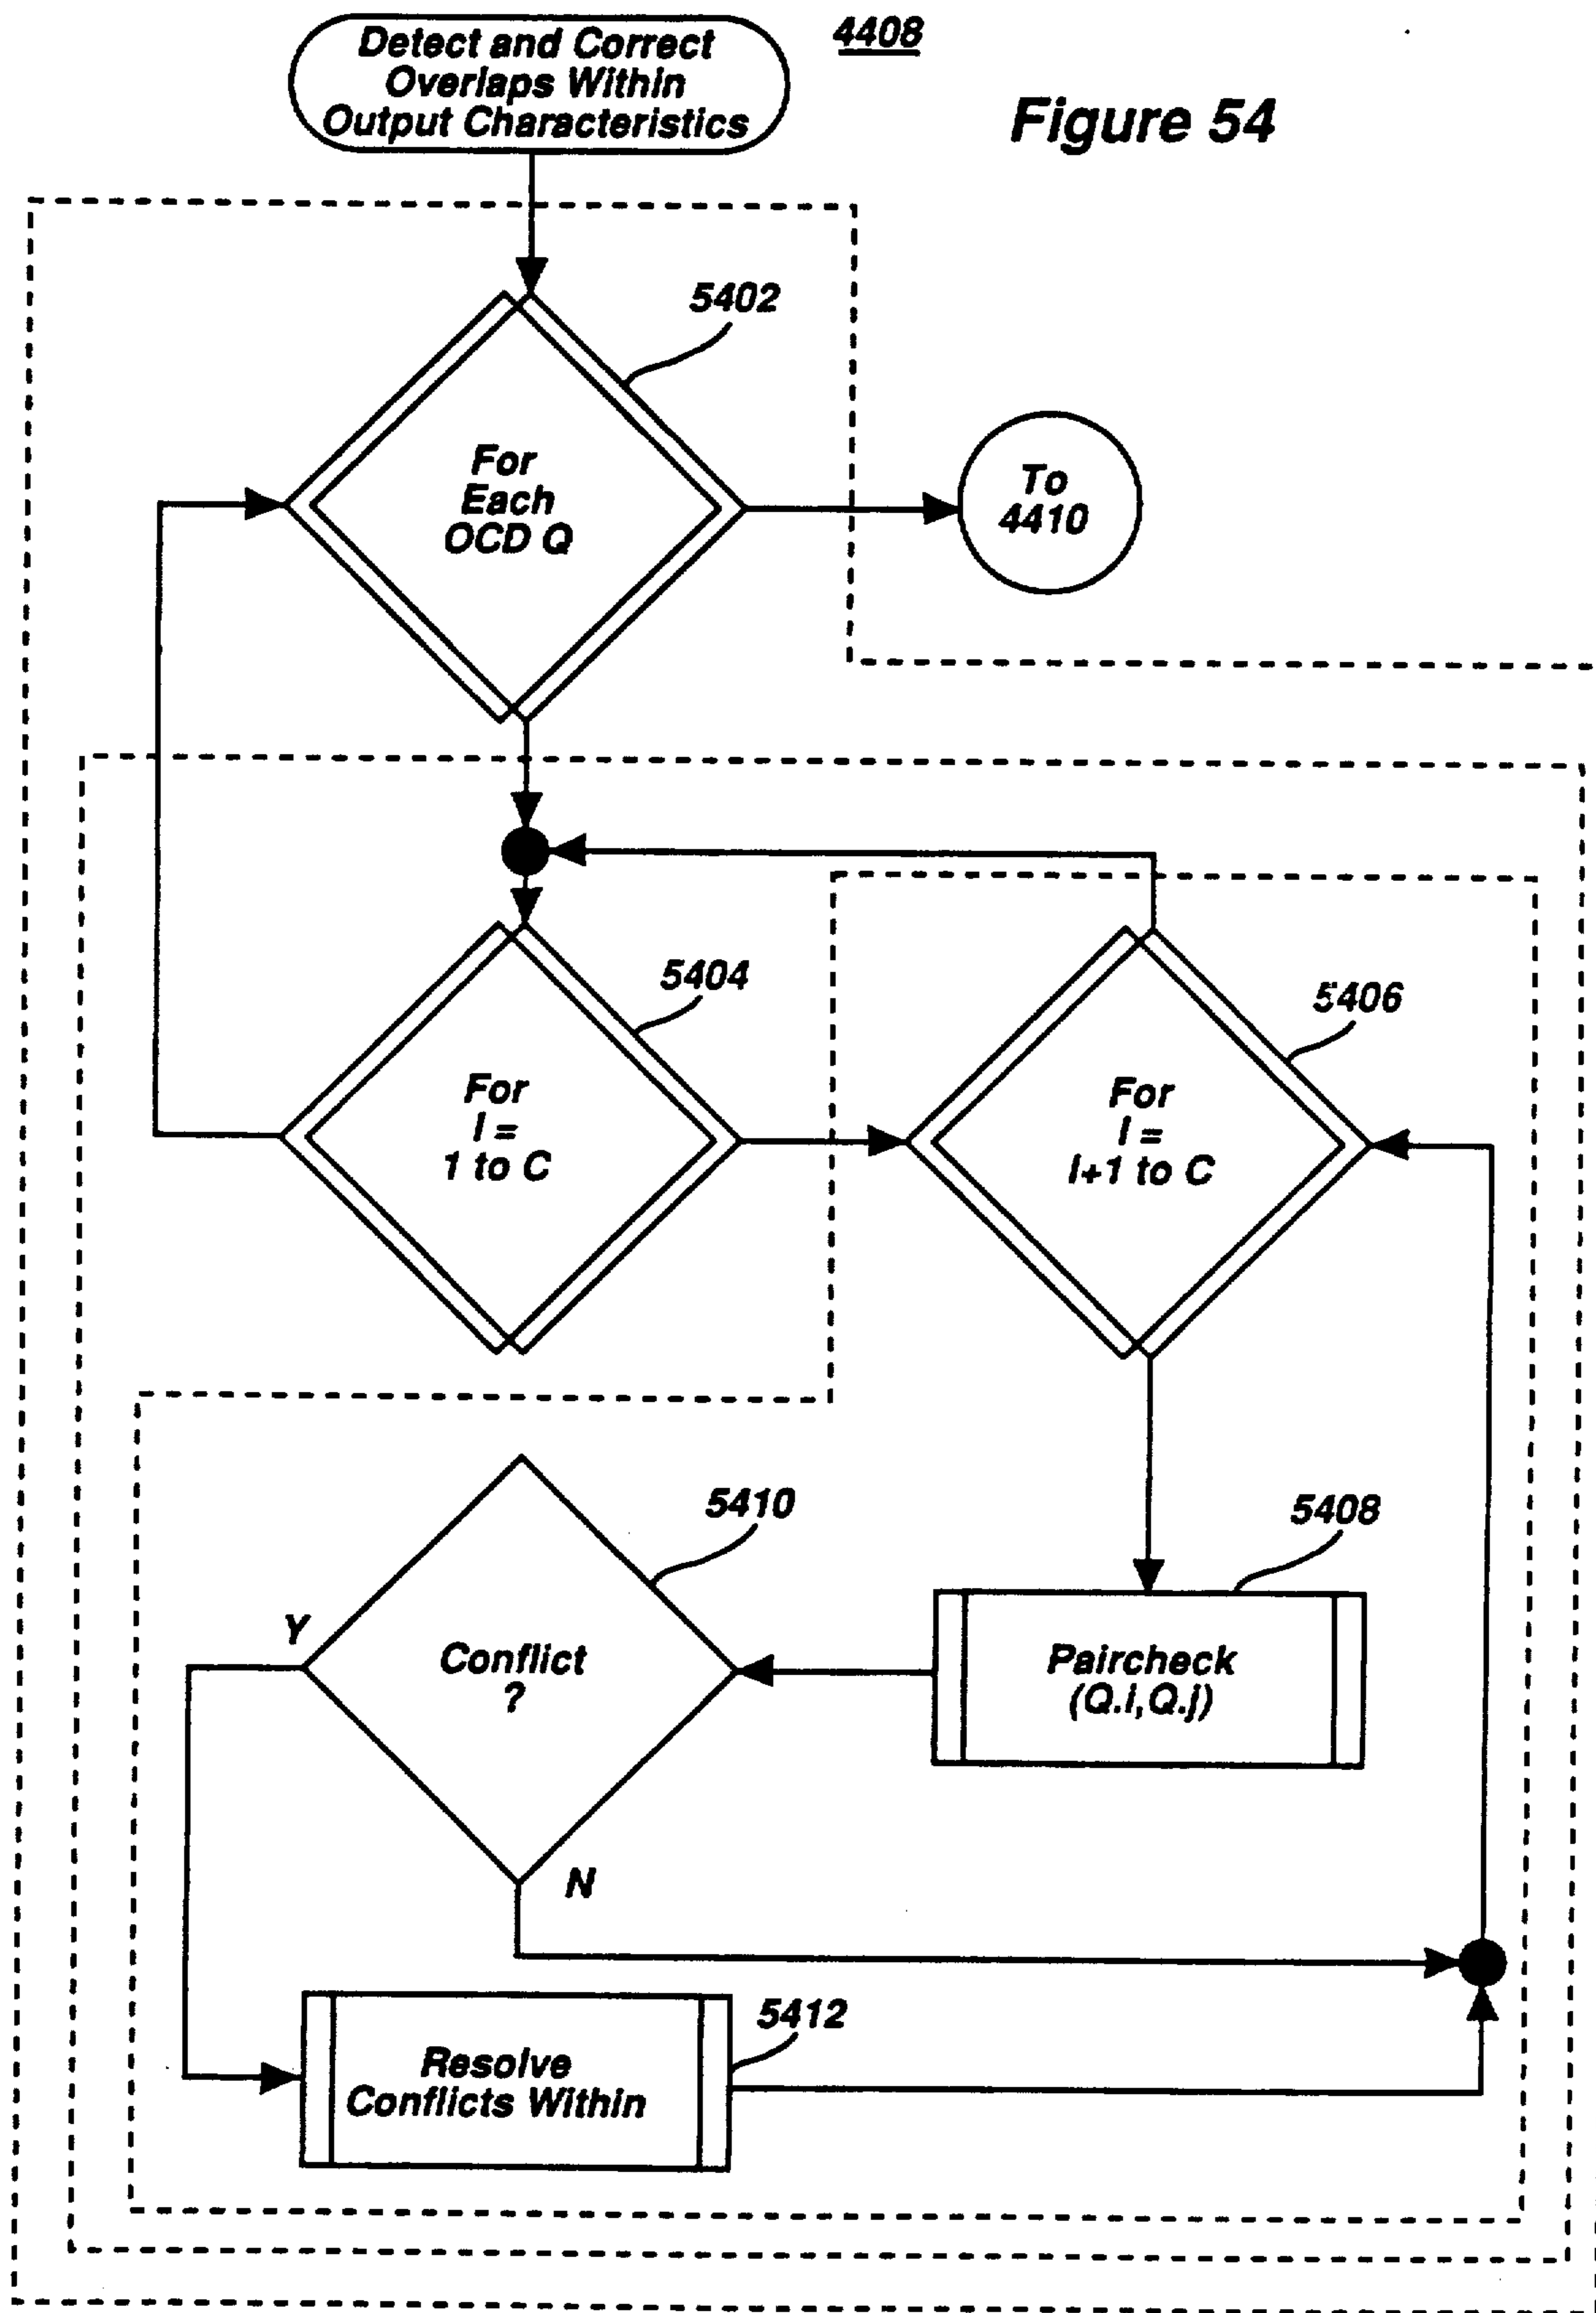 Detect and Correct
Overlaps Within
Output Characteristics
4408
Figure 54
5402
For
Each
OCD Q
To
4410
5404
For
I =
1 to C
5406
For
I =
I+1 to C
5410
Conflict
?
Y
N
5408
Paircheck
(Q.i,Q.j)
5412
Resolve
Conflicts Within